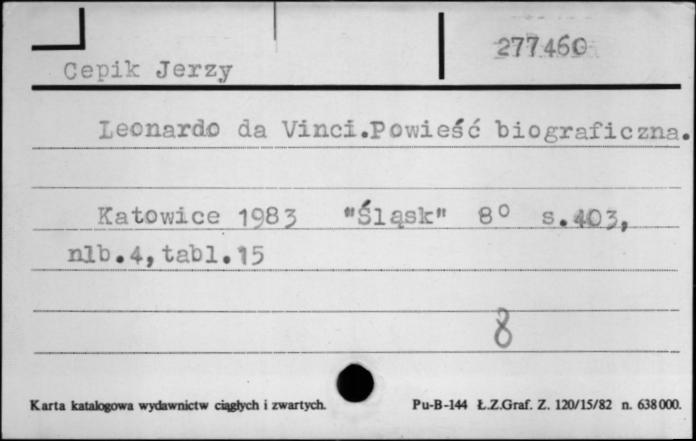 277460
Cepik Jerzy
Leonardo da Vinci.Powieść biograficzna.
Katowice 1983 "Śląsk" 8° s.403,
nlb.4,tabl.15
8
Karta katalogowa wydawnictw ciągłych i zwartych. Pu-B-144 Ł.Z.Graf. Z. 120/15/82 n. 638000.